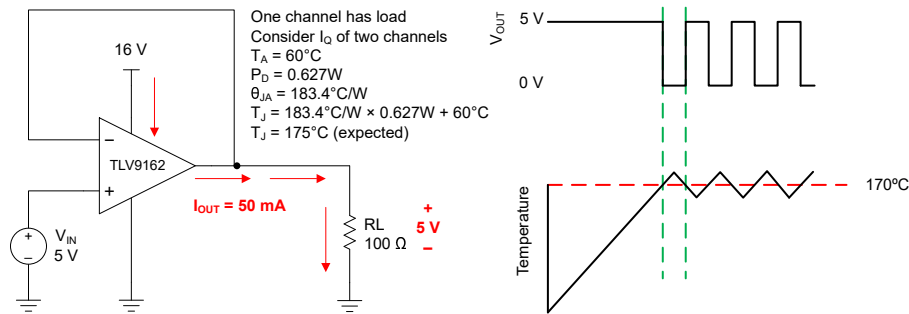 One channel has load
Consider IQ of two channels
TA = 60°C
PD = 0.627W
θJA = 183.4°C/W
TJ = 183.4°C/W × 0.627W + 60°C
TJ = 175°C (expected)
16 V
–
TLV9162
+
IOUT = 50 mA
+
5 V
–
RL
100 Ω
+
–
VIN
5 V
VOUT
5 V
0 V
Temperature
170ºC